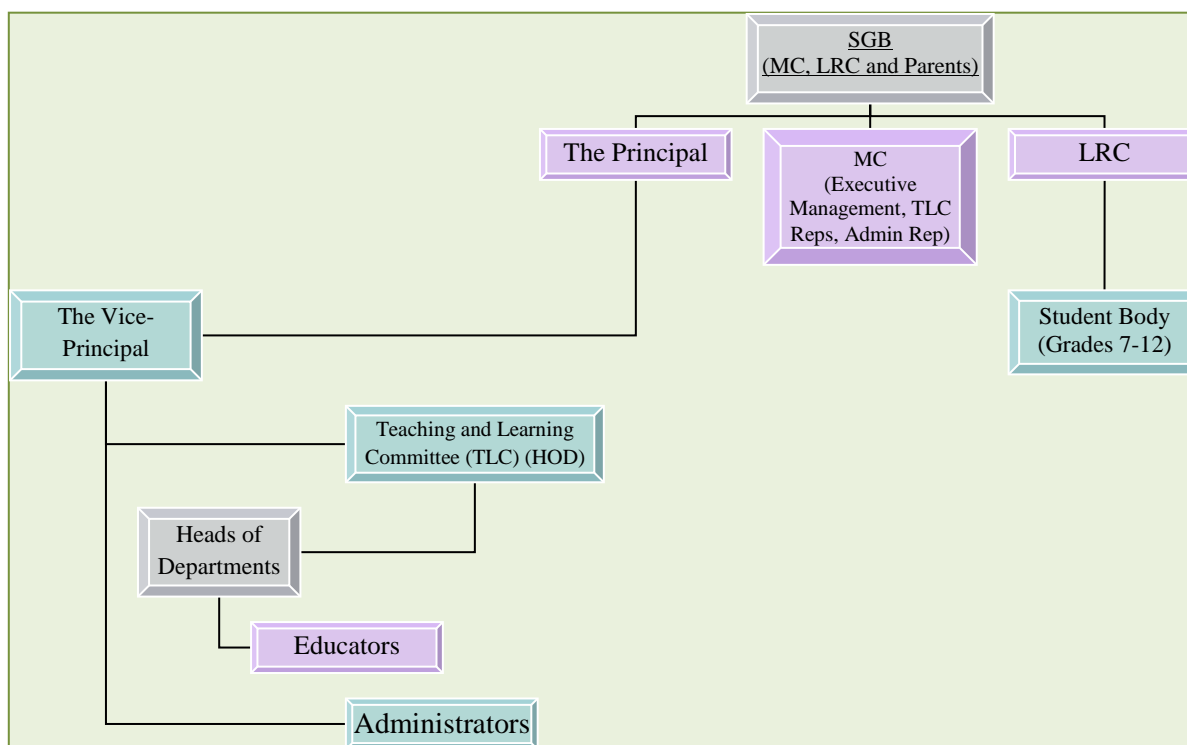 SGB
(MC, LRC and Parents)
The Principal
MC
(Executive
Management, TLC
Reps, Admin Rep)
LRC
The Vice-
Principal
Student Body
(Grades 7-12)
Teaching and Learning
Committee (TLC) (HOD)
Heads of
Departments
Educators
Administrators